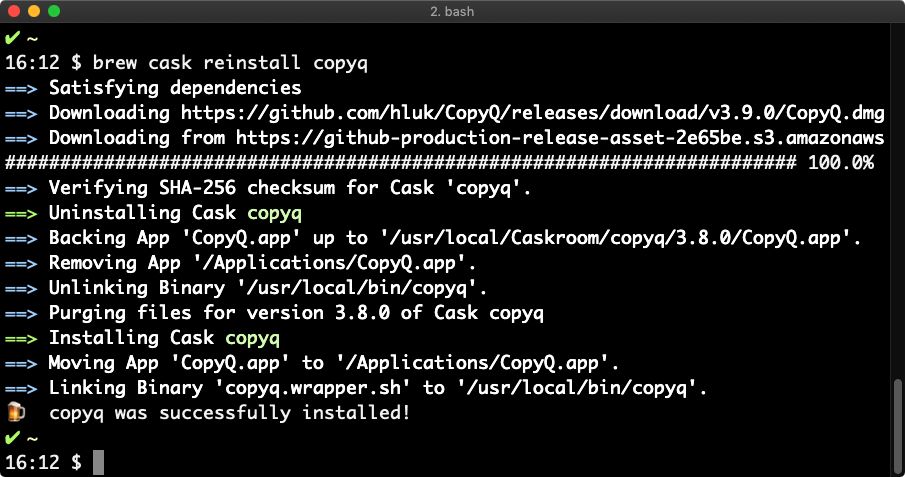 2. bash
✔ ~
16:12 $ brew cask reinstall copyq
==> Satisfying dependencies
==> Downloading https://github.com/hluk/CopyQ/releases/download/v3.9.0/CopyQ.dmg
==> Downloading from https://github-production-release-asset-2e65be.s3.amazonaws
######################################################################## 100.0%
==> Verifying SHA-256 checksum for Cask 'copyq'.
==> Uninstalling Cask copyq
==> Backing App 'CopyQ.app' up to '/usr/local/Caskroom/copyq/3.8.0/CopyQ.app'.
==> Removing App '/Applications/CopyQ.app'.
==> Unlinking Binary '/usr/local/bin/copyq'.
==> Purging files for version 3.8.0 of Cask copyq
==> Installing Cask copyq
==> Moving App 'CopyQ.app' to '/Applications/CopyQ.app'.
==> Linking Binary 'copyq.wrapper.sh' to '/usr/local/bin/copyq'.
🍺  copyq was successfully installed!
✔ ~
16:12 $